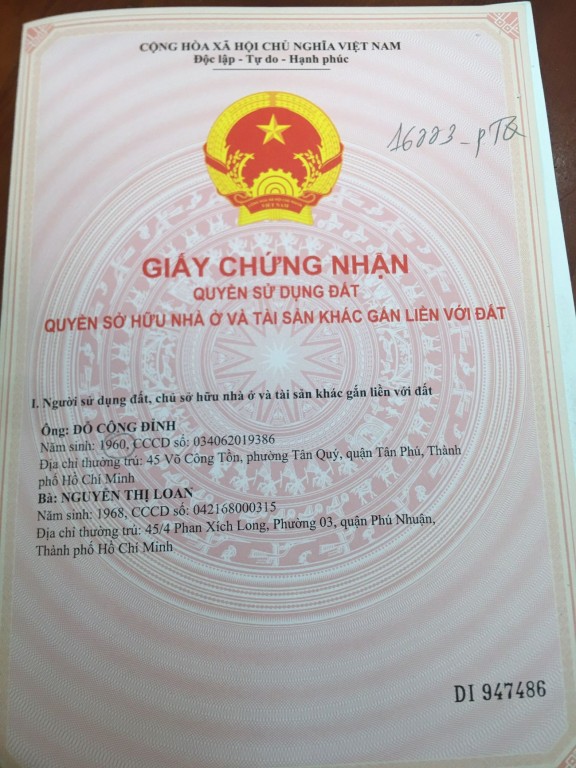 CỘNG HÒA XÃ HỘI CHỦ NGHĨA VIỆT NAM
Độc lập - Tự do - Hạnh phúc
16223_pTQ
VIỆT NAM
GIẤY CHỨNG NHẬN
QUYỀN SỬ DỤNG ĐẤT
QUYỀN SỞ HỮU NHÀ Ở VÀ TÀI SẢN KHÁC GẮN LIỀN VỚI ĐẤT
I. Người sử dụng đất, chủ sở hữu nhà ở và tài sản khác gắn liền với đất
Ông: ĐỖ CÔNG ĐÍNH
Năm sinh: 1960, CCCD số: 034062019386
Địa chỉ thường trú: 45 Võ Công Tồn, phường Tân Quý, quận Tân Phú, Thành
phố Hồ Chí Minh
Bà: NGUYỄN THỊ LOAN
Năm sinh: 1968, CCCD số: 042168000315
Địa chỉ thường trú: 45/4 Phan Xích Long, Phường 03, quận Phú Nhuận,
Thành phố Hồ Chí Minh
DI 947486